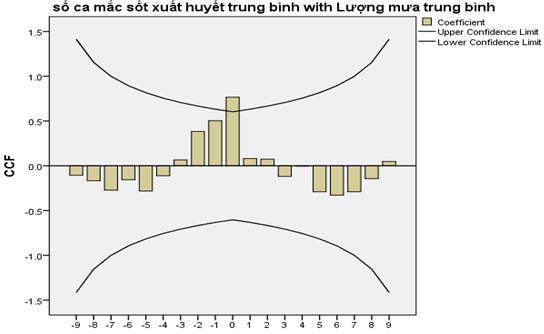 số ca mắc sốt xuất huyết trung bình with Lượng mưa trung bình
Coefficient
Upper Confidence Limit
Lower Confidence Limit
CCF
1.5
1.0
0.5
0.0
-0.5
-1.0
-1.5
-9 -8 -7 -6 -5 -4 -3 -2 -1 0 1 2 3 4 5 6 7 8 9